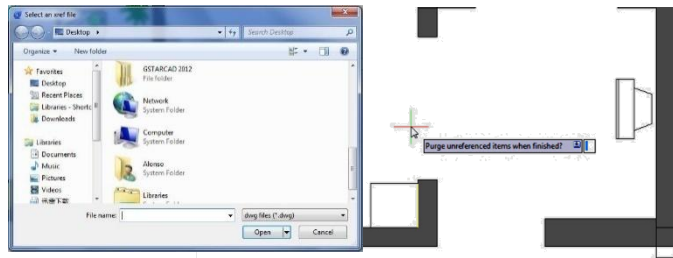 Select an xref file
Desktop
Search Desktop
Organize
New folder
Favorites
Desktop
Recent Places
Libraries - Shortc
Downloads
Libraries
Documents
Music
Pictures
Videos
GSTARCAD 2012
File folder
Network
System Folder
Computer
System Folder
Alonso
System Folder
Libraries
File name:
dwg files (*.dwg)
Open
Cancel
Purge unreferenced items when finished?